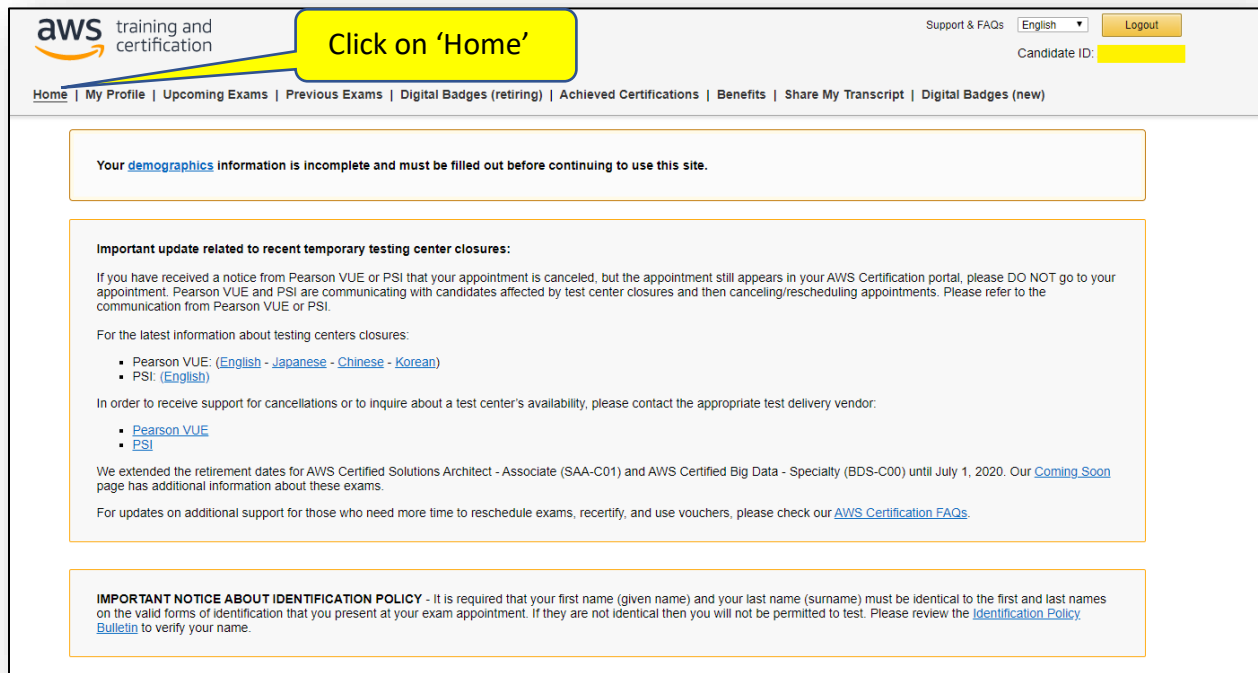 aws training and
certification
Click on ‘Home’
Support & FAQs English Logout
Candidate ID:
Home | My Profile | Upcoming Exams | Previous Exams | Digital Badges (retiring) | Achieved Certifications | Benefits | Share My Transcript | Digital Badges (new)
Your demographics information is incomplete and must be filled out before continuing to use this site.
Important update related to recent temporary testing center closures:
If you have received a notice from Pearson VUE or PSI that your appointment is canceled, but the appointment still appears in your AWS Certification portal, please DO NOT go to your
appointment. Pearson VUE and PSI are communicating with candidates affected by test center closures and then canceling/rescheduling appointments. Please refer to the
communication from Pearson VUE or PSI.
For the latest information about testing centers closures:
▪ Pearson VUE: (English - Japanese - Chinese - Korean)
▪ PSI: (English)
In order to receive support for cancellations or to inquire about a test center's availability, please contact the appropriate test delivery vendor:
▪ Pearson VUE
▪ PSI
We extended the retirement dates for AWS Certified Solutions Architect - Associate (SAA-C01) and AWS Certified Big Data - Specialty (BDS-C00) until July 1, 2020. Our Coming Soon
page has additional information about these exams.
For updates on additional support for those who need more time to reschedule exams, recertify, and use vouchers, please check our AWS Certification FAQs.
IMPORTANT NOTICE ABOUT IDENTIFICATION POLICY - It is required that your first name (given name) and your last name (surname) must be identical to the first and last names
on the valid forms of identification that you present at your exam appointment. If they are not identical then you will not be permitted to test. Please review the Identification Policy
Bulletin to verify your name.